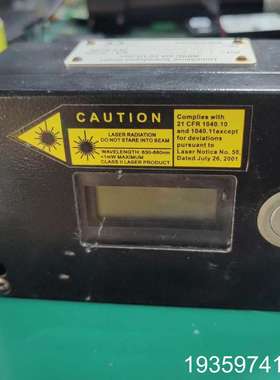 CAUTION
LASER RADIATION
DO NOT STARE INTO BEAM
WAVELENGTH: 630-680nm
<1mW MAXIMUM
CLASS II LASER PRODUCT
Complies with
21 CFR 1040.10
and 1040.11except
for deviations
pursuant to
Laser Notice No. 50,
Dated July 26, 2001
19359741